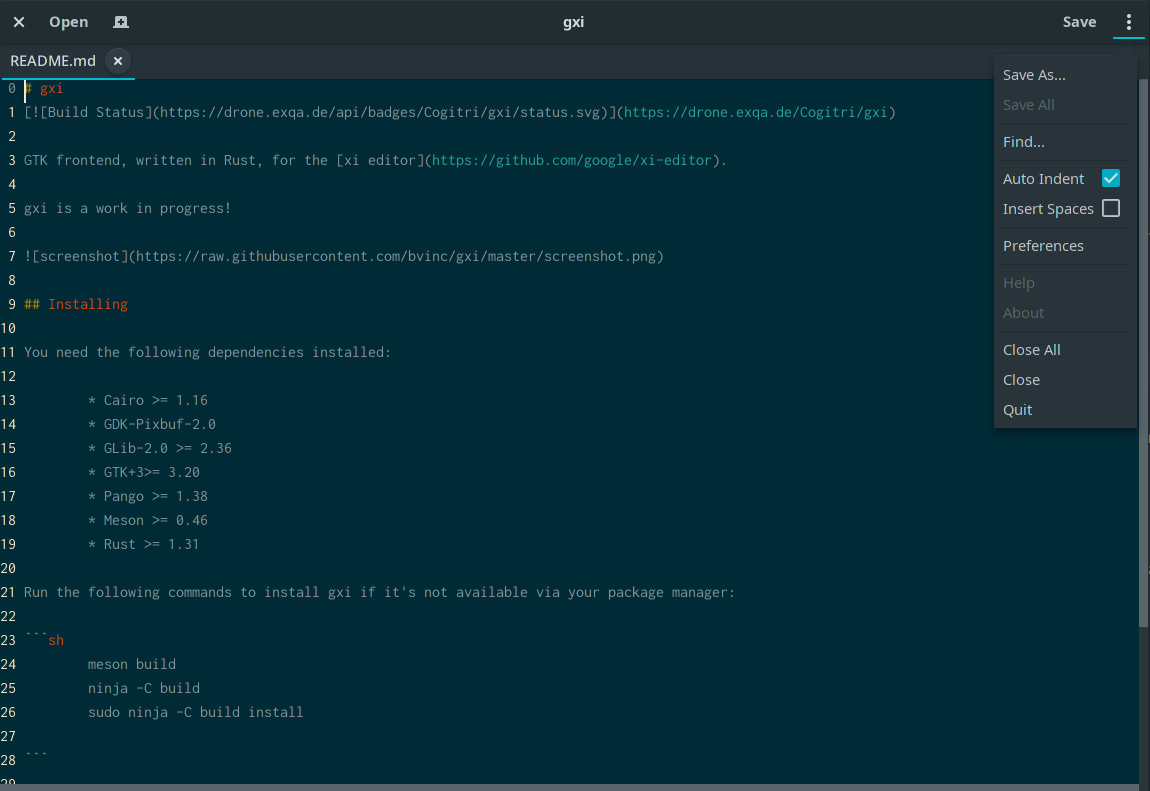 Open
gxi
Save
README.md
0 # gxi
1 [![Build Status](https://drone.exqa.de/api/badges/Cogitri/gxi/status.svg)](https://drone.exqa.de/Cogitri/gxi)
2
3 GTK frontend, written in Rust, for the [xi editor](https://github.com/google/xi-editor).
4
5 gxi is a work in progress!
6
7 ![screenshot](https://raw.githubusercontent.com/bvinc/gxi/master/screenshot.png)
8
9 ## Installing
10
11 You need the following dependencies installed:
12
13 * Cairo >= 1.16
14 * GDK-Pixbuf-2.0
15 * GLib-2.0 >= 2.36
16 * GTK+3>= 3.20
17 * Pango >= 1.38
18 * Meson >= 0.46
19 * Rust >= 1.31
20
21 Run the following commands to install gxi if it's not available via your package manager:
22
23 ```sh
24 meson build
25 ninja -C build
26 sudo ninja -C build install
27
28 ```
29
Save As...
Save All
Find...
Auto Indent
Insert Spaces
Preferences
Help
About
Close All
Close
Quit